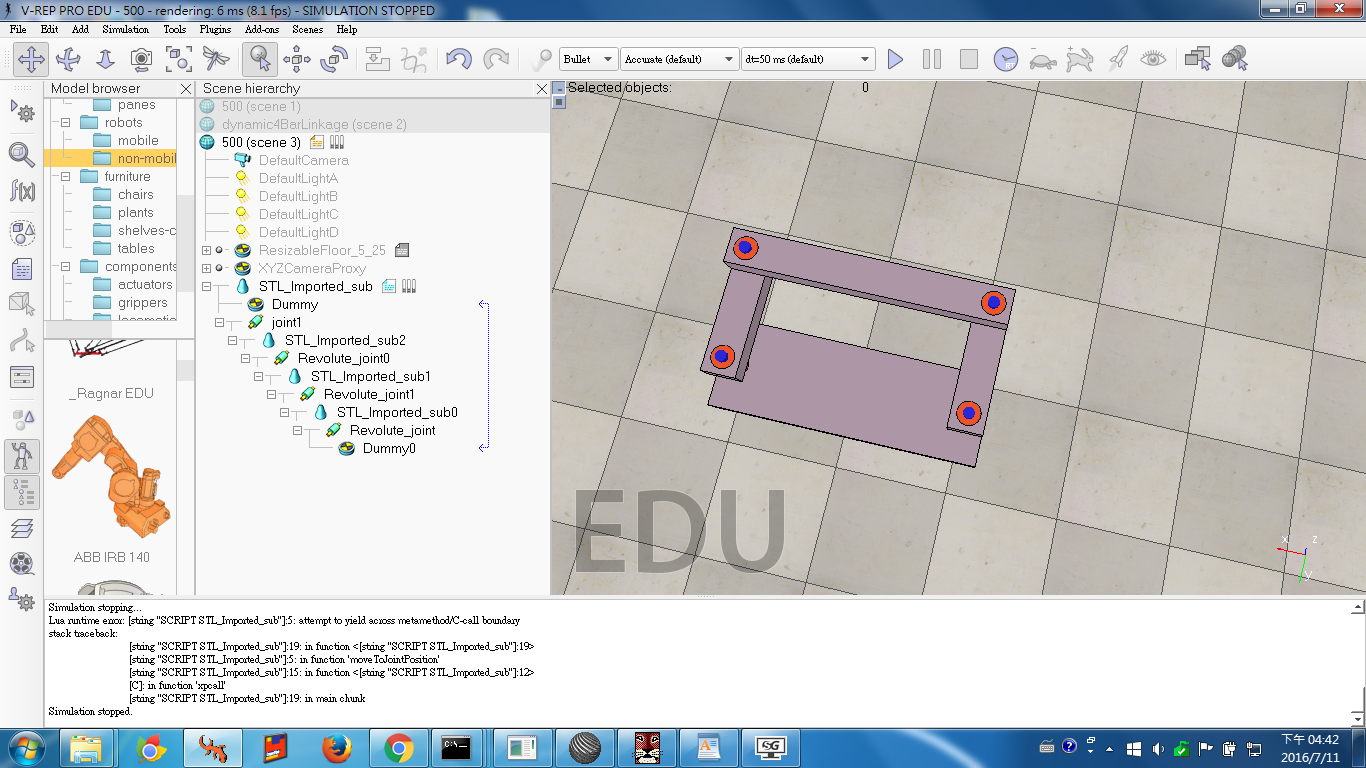 V-REP PRO EDU - 500 - rendering: 6 ms (8.1 fps) - SIMULATION STOPPED
File Edit Add Simulation Tools Plugins Add-ons Scenes Help
Bullet Accurate (default) dt=50 ms (default)
Model browser
panes
robots
mobile
non-mobil
furniture
chairs
plants
shelves-c
tables
components
actuators
grippers
_Ragnar EDU
ABB IRB 140
Scene hierarchy
500 (scene 1)
dynamic4BarLinkage (scene 2)
500 (scene 3)
DefaultCamera
DefaultLightA
DefaultLightB
DefaultLightC
DefaultLightD
ResizableFloor_5_25
XYZCameraProxy
STL_Imported_sub
Dummy
joint1
STL_Imported_sub2
Revolute_joint0
STL_Imported_sub1
Revolute_joint1
STL_Imported_sub0
Revolute_joint
Dummy0
Selected objects: 0
EDU
x z
y
Simulation stopping...
Lua runtime error: [string "SCRIPT STL_Imported_sub"]:5: attempt to yield across metamethod/C-call boundary
stack traceback:
[string "SCRIPT STL_Imported_sub"]:19: in function <[string "SCRIPT STL_Imported_sub"]:19>
[string "SCRIPT STL_Imported_sub"]:5: in function 'moveToJointPosition'
[string "SCRIPT STL_Imported_sub"]:15: in function <[string "SCRIPT STL_Imported_sub"]:12>
[C]: in function 'xpcall'
[string "SCRIPT STL_Imported_sub"]:19: in main chunk
Simulation stopped.
下午 04:42
2016/7/11